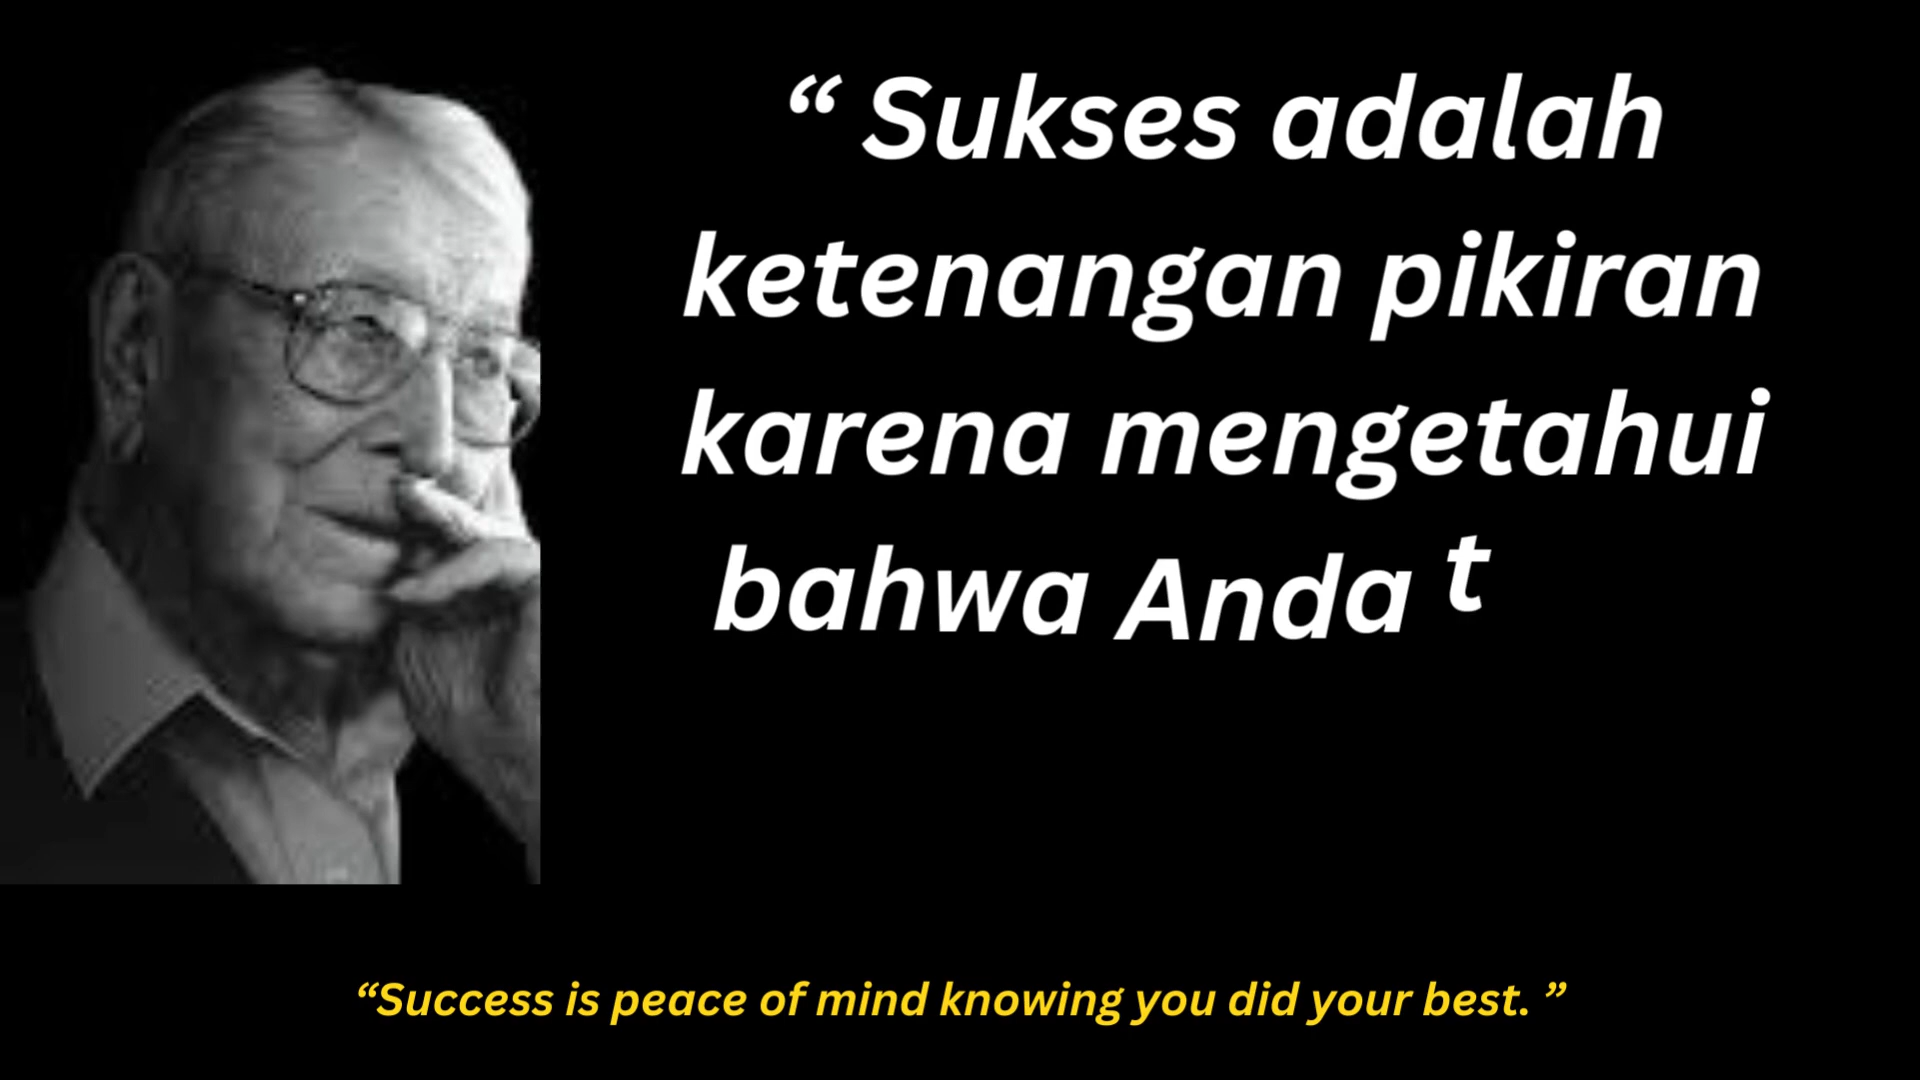 “ Sukses adalah
ketenangan pikiran
karena mengetahui
bahwa Anda t
“Success is peace of mind knowing you did your best. ”